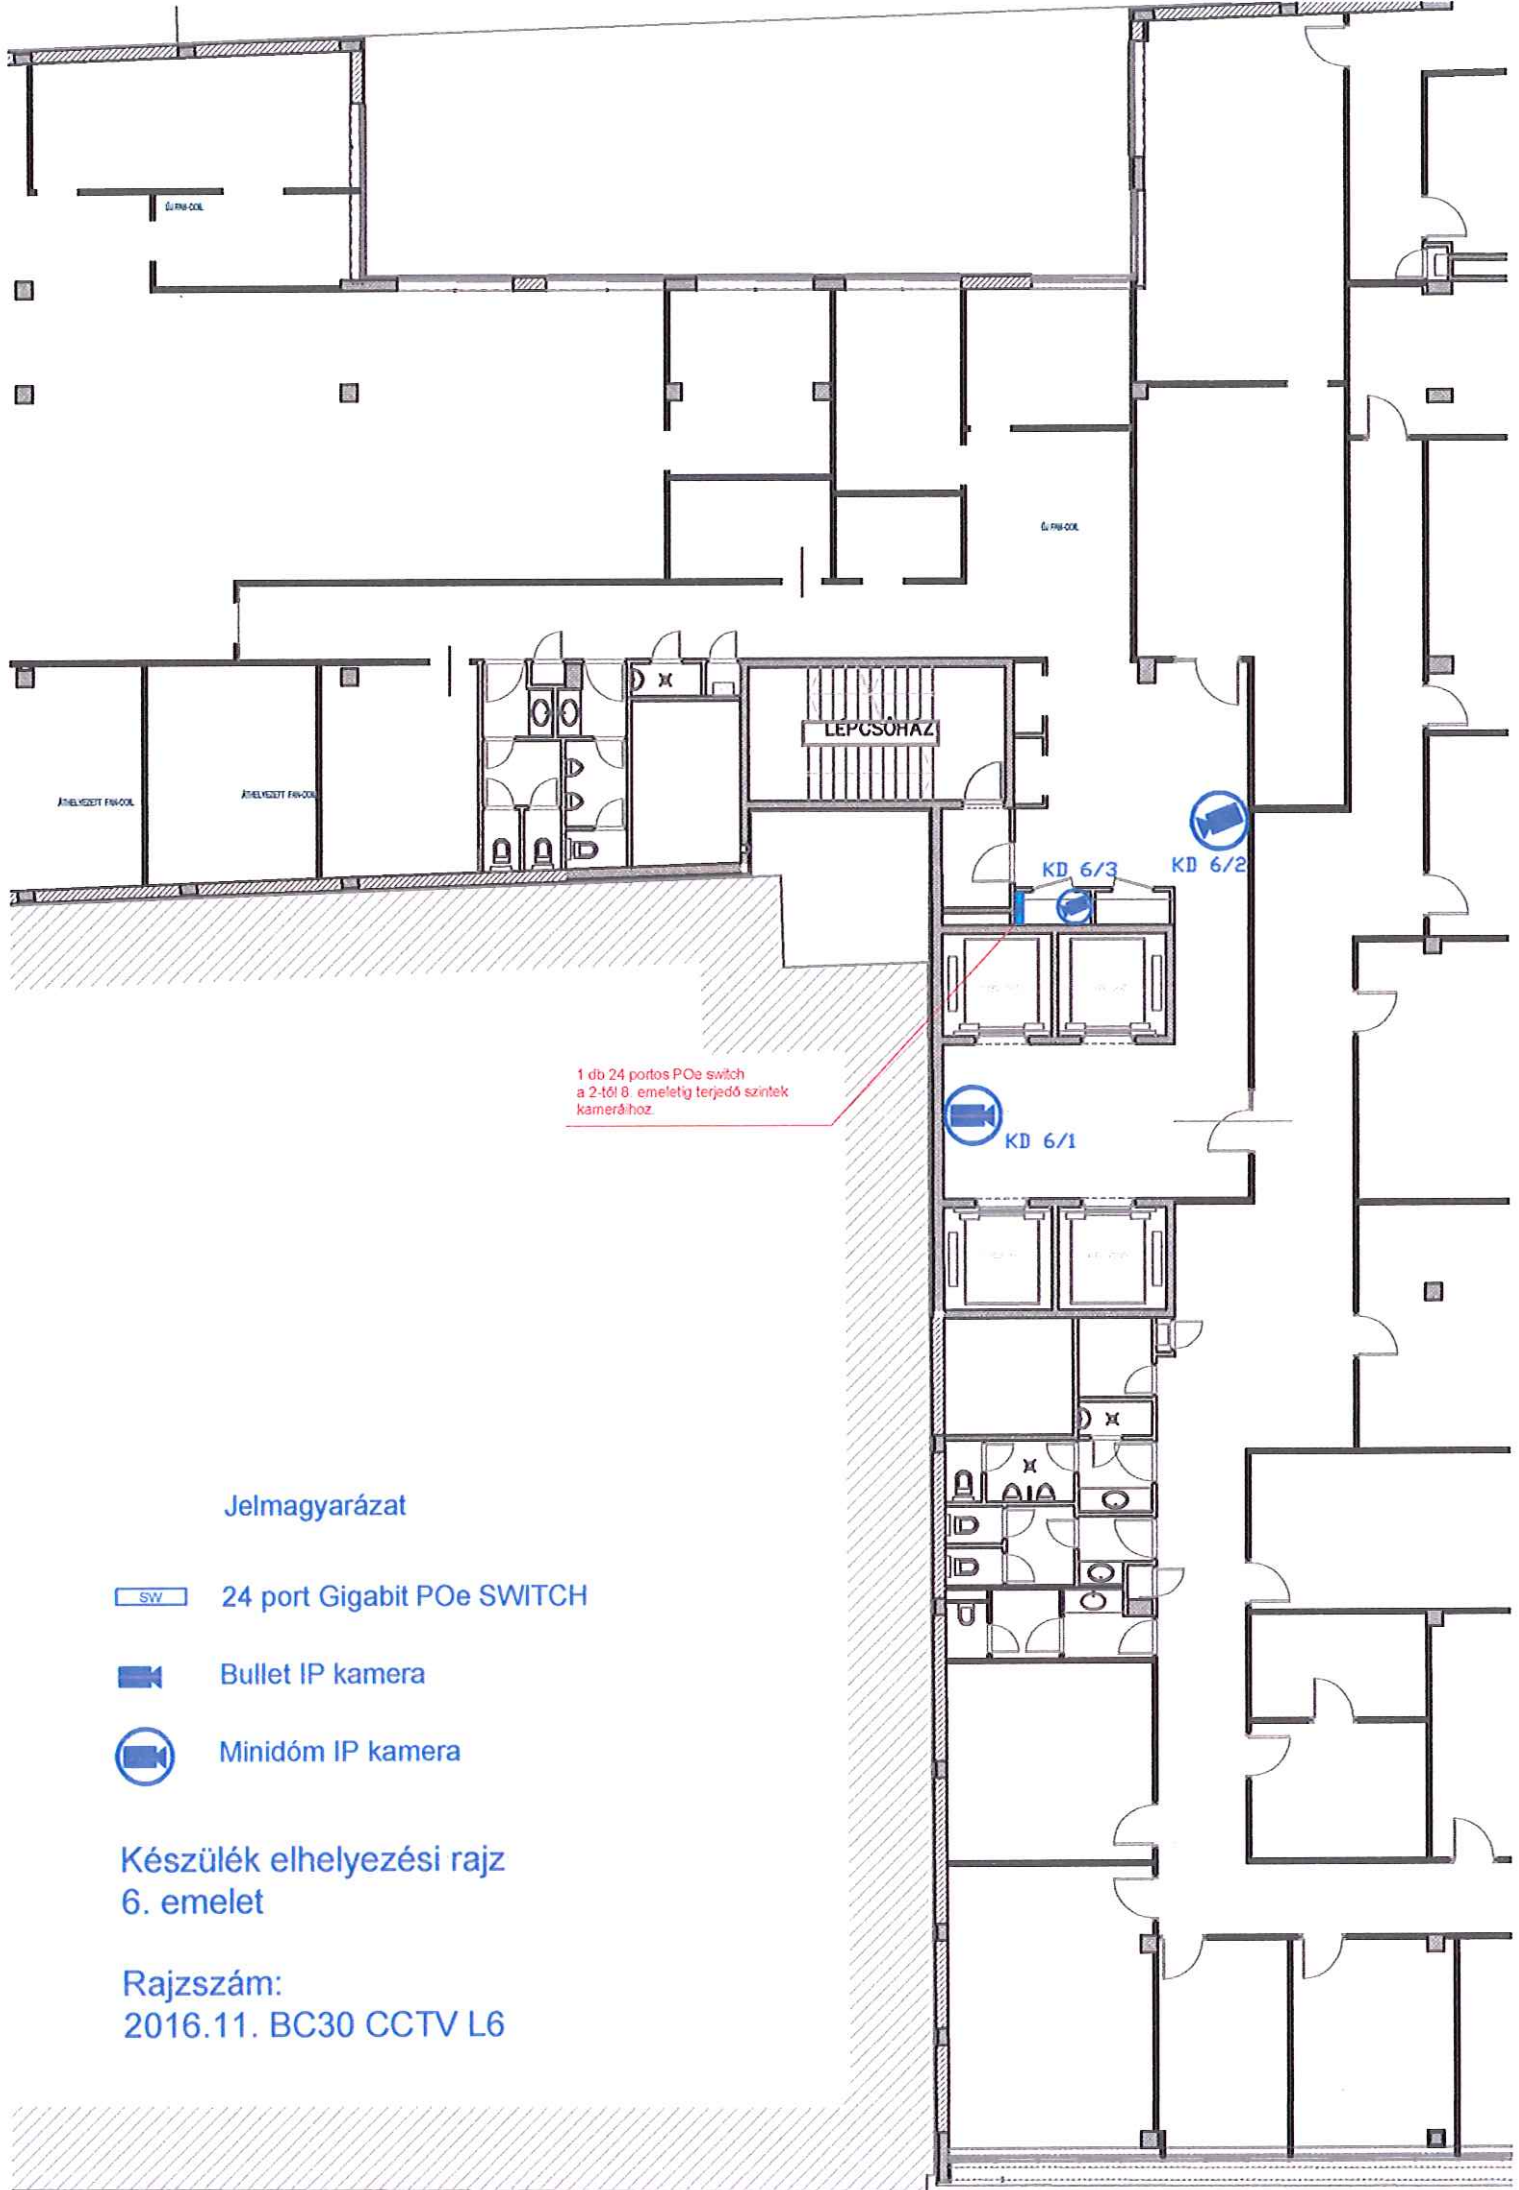 ÚJ FAN-COIL
ÚJ FAN-COIL
LÉPCSŐHÁZ
ÁTHELYEZETT FAN-COIL
ÁTHELYEZETT FAN-COIL
KD 6/3
KD 6/2
1 db 24 portos POe switch
a 2-től 8. emeletig terjedő szintek
kameráihoz.
KD 6/1
Jelmagyarázat
SW
24 port Gigabit POe SWITCH
Bullet IP kamera
Minidóm IP kamera
Készülék elhelyezési rajz
6. emelet
Rajzszám:
2016.11. BC30 CCTV L6